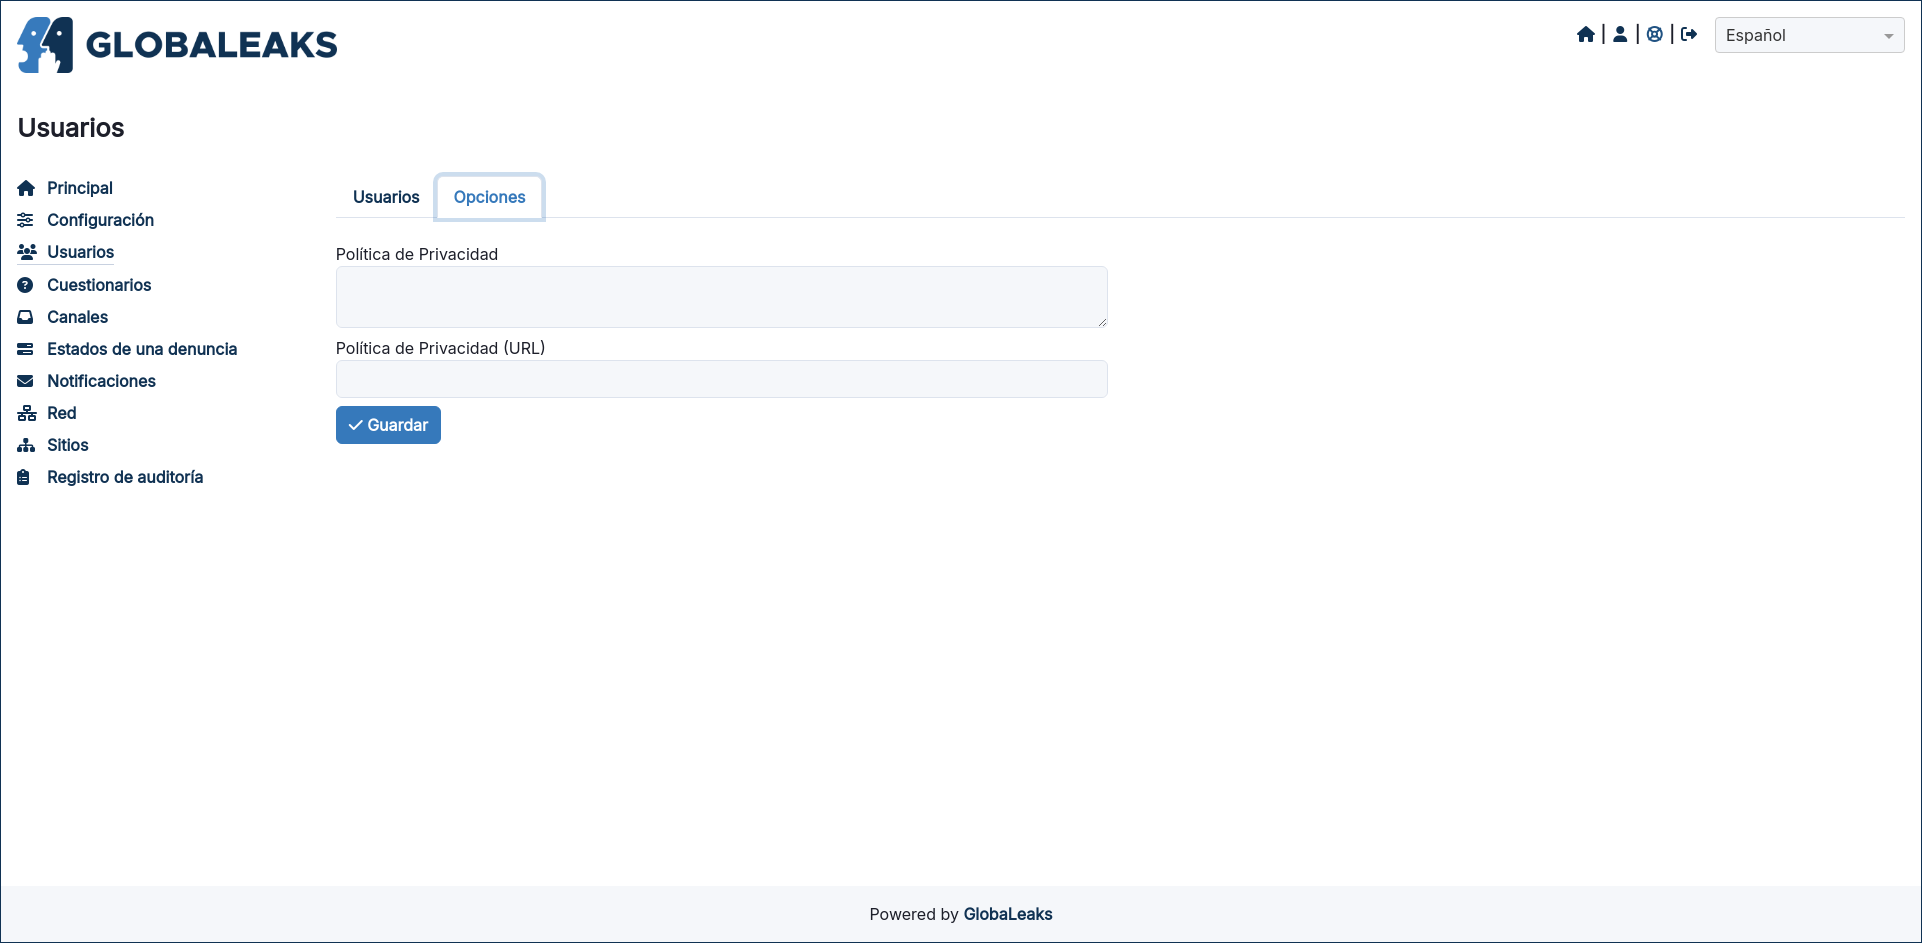 GLOBALEAKS
Español
Usuarios
Principal
Configuración
Usuarios
Cuestionarios
Canales
Estados de una denuncia
Notificaciones
Red
Sitios
Registro de auditoría
Usuarios
Opciones
Política de Privacidad
Política de Privacidad (URL)
Guardar
Powered by GlobaLeaks